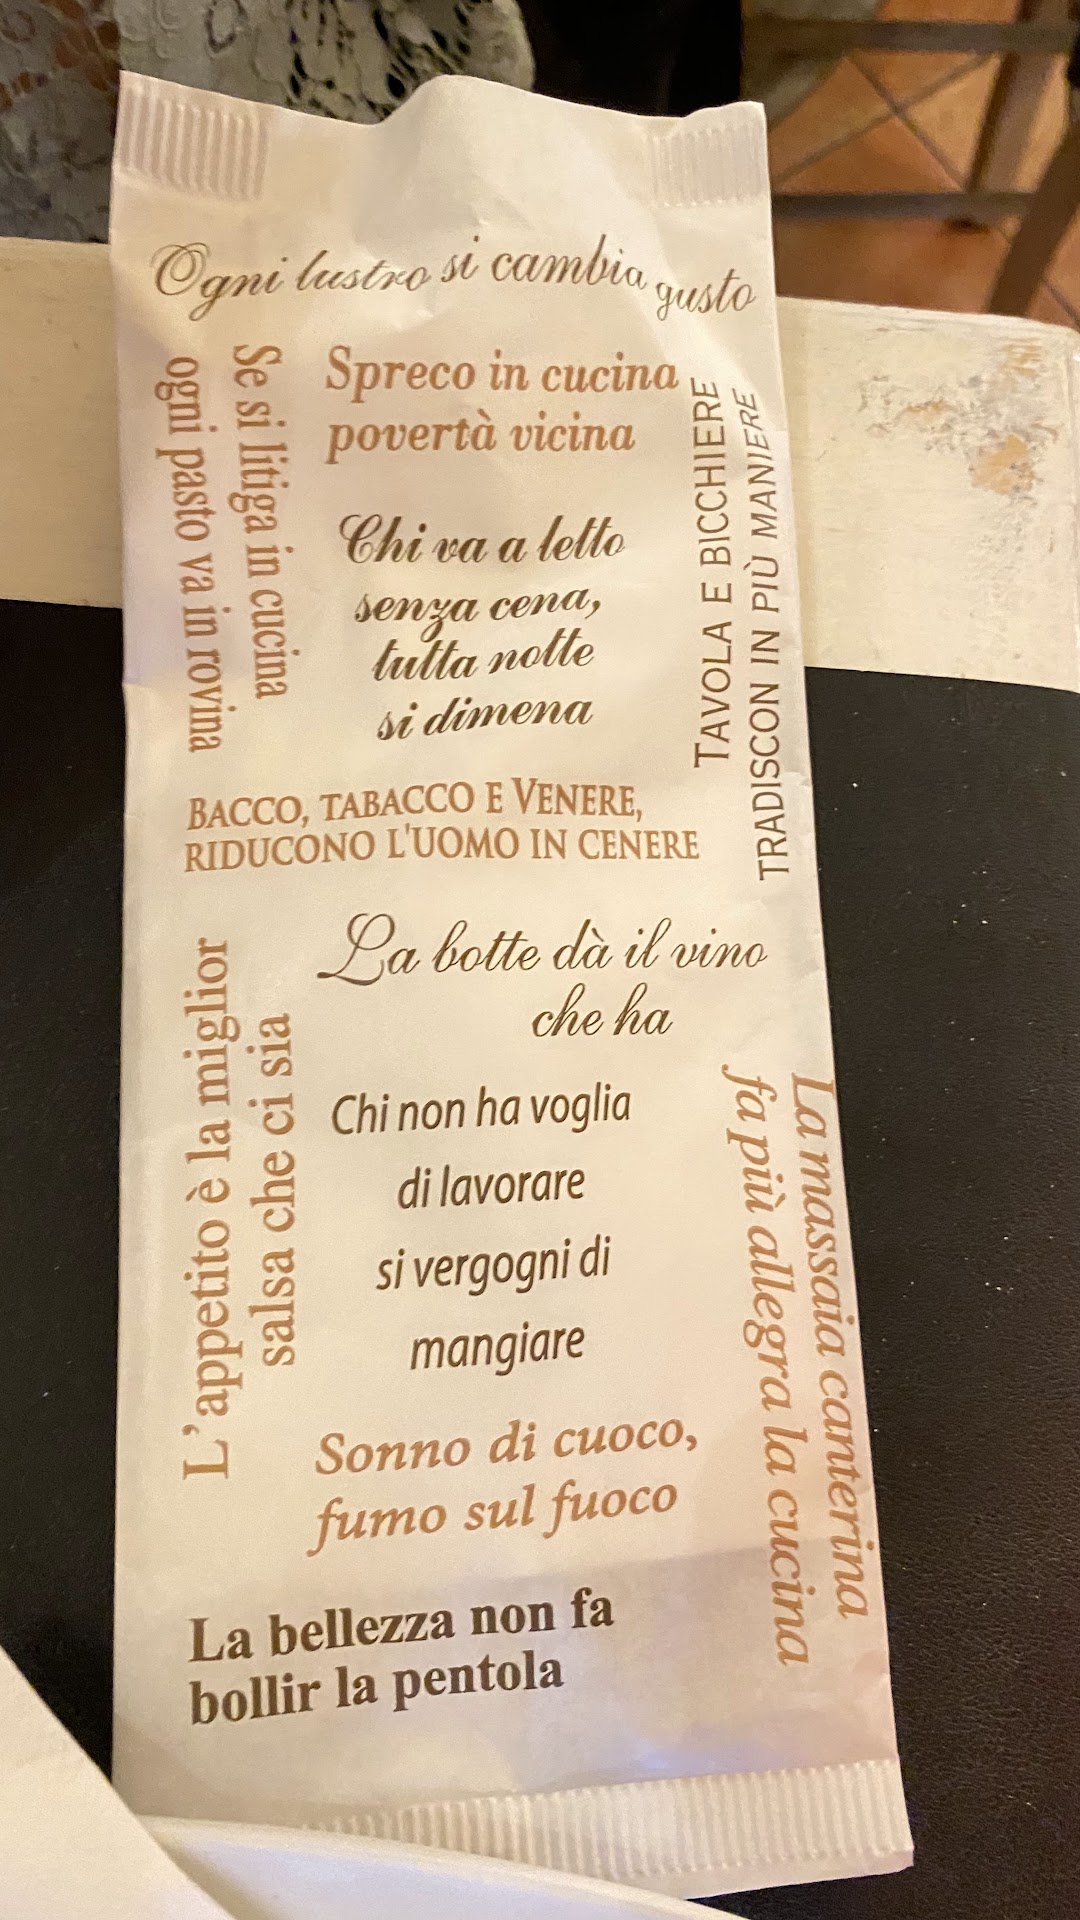 Ogni lustro si cambia gusto
Se si litiga in cucina
ogni pasto va in rovina
Spreco in cucina
povertà vicina
TAVOLA E BICCHIERE
TRADISCON IN PIÙ MANIERE
Chi va a letto
senza cena,
tutta notte
si dimena
BACCO, TABACCO E VENERE,
RIDUCONO L'UOMO IN CENERE
L'appetito è la miglior
salsa che ci sia
La botte dà il vino
che ha
Chi non ha voglia
di lavorare
si vergogni di
mangiare
La massaia canterina
fa più allegra la cucina
Sonno di cuoco,
fumo sul fuoco
La bellezza non fa
bollir la pentola